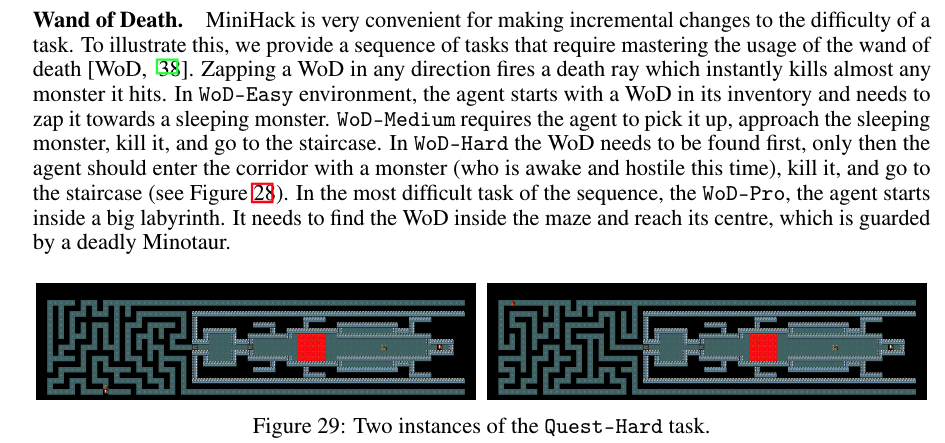 Wand of Death. MiniHack is very convenient for making incremental changes to the difficulty of a
task. To illustrate this, we provide a sequence of tasks that require mastering the usage of the wand of
death [WoD, 38]. Zapping a WoD in any direction fires a death ray which instantly kills almost any
monster it hits. In WoD-Easy environment, the agent starts with a WoD in its inventory and needs to
zap it towards a sleeping monster. WoD-Medium requires the agent to pick it up, approach the sleeping
monster, kill it, and go to the staircase. In WoD-Hard the WoD needs to be found first, only then the
agent should enter the corridor with a monster (who is awake and hostile this time), kill it, and go to
the staircase (see Figure 28). In the most difficult task of the sequence, the WoD-Pro, the agent starts
inside a big labyrinth. It needs to find the WoD inside the maze and reach its centre, which is guarded
by a deadly Minotaur.
Figure 29: Two instances of the Quest-Hard task.